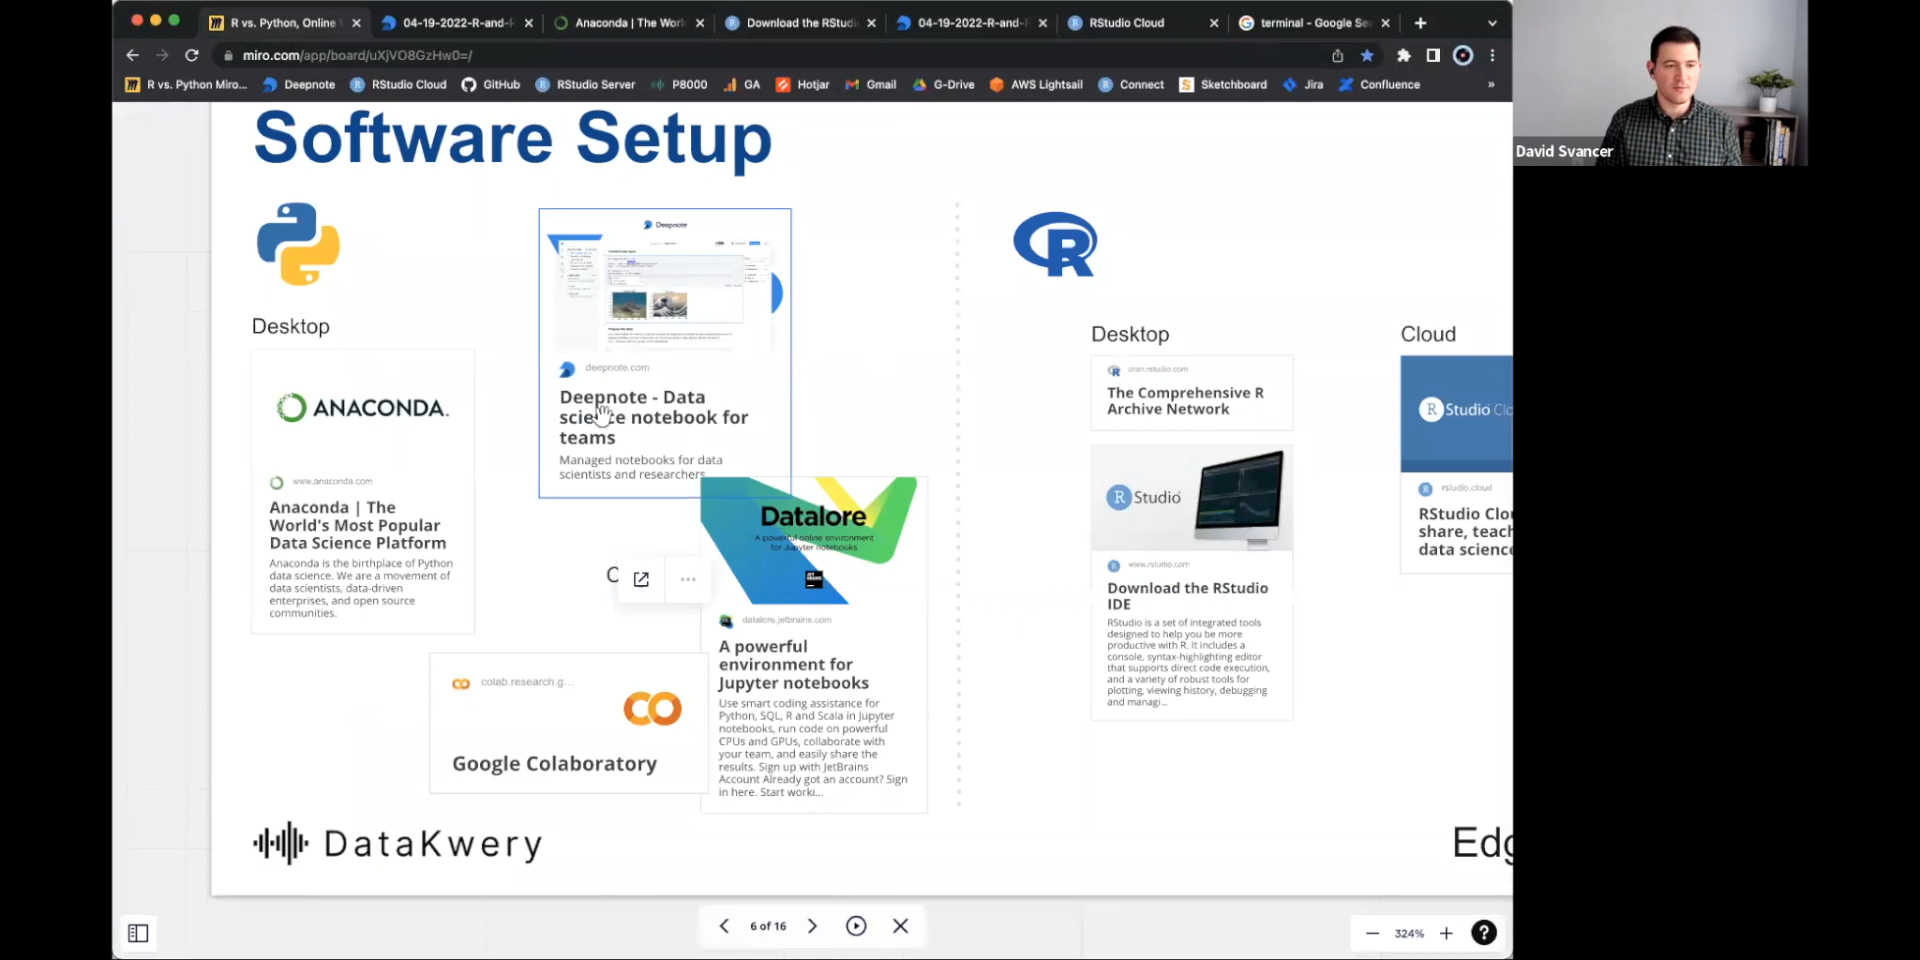 R vs. Python, Online
04-19-2022-R-and-
Anaconda | The Worl
Download the RStudi
04-19-2022-R-and-
RStudio Cloud
terminal - Google Se
miro.com/app/board/uXjVO8GzHw0=/
R vs. Python Miro...
Deepnote
RStudio Cloud
GitHub
RStudio Server
P8000
GA
Hotjar
Gmail
G-Drive
AWS Lightsail
Connect
Sketchboard
Jira
Confluence
»
David Svancer
Software Setup
Desktop
ANACONDA.
www.anaconda.com
Anaconda | The
World's Most Popular
Data Science Platform
Anaconda is the birthplace of Python
data science. We are a movement of
data scientists, data-driven
enterprises, and open source
communities.
Deepnote
deepnote.com
Deepnote - Data
science notebook for
teams
Managed notebooks for data
scientists and researchers
C
Datalore
A powerful online environment
for Jupyter notebooks
datalore.jetbrains.com
A powerful
environment for
Jupyter notebooks
Use smart coding assistance for
Python, SQL, R and Scala in Jupyter
notebooks, run code on powerful
CPUs and GPUs, collaborate with
your team, and easily share the
results. Sign up with JetBrains
Account Already got an account? Sign
in here. Start worki...
colab.research.g...
Google Colaboratory
R
Desktop
cran.rstudio.com
The Comprehensive R
Archive Network
R Studio
www.rstudio.com
Download the RStudio
IDE
RStudio is a set of integrated tools
designed to help you be more
productive with R. It includes a
console, syntax-highlighting editor
that supports direct code execution,
and a variety of robust tools for
plotting, viewing history, debugging
and managi...
Cloud
R Studio Clo
rstudio.cloud
RStudio Clou
share, teach
data science
DataKwery
Edg
6 of 16
324%
?